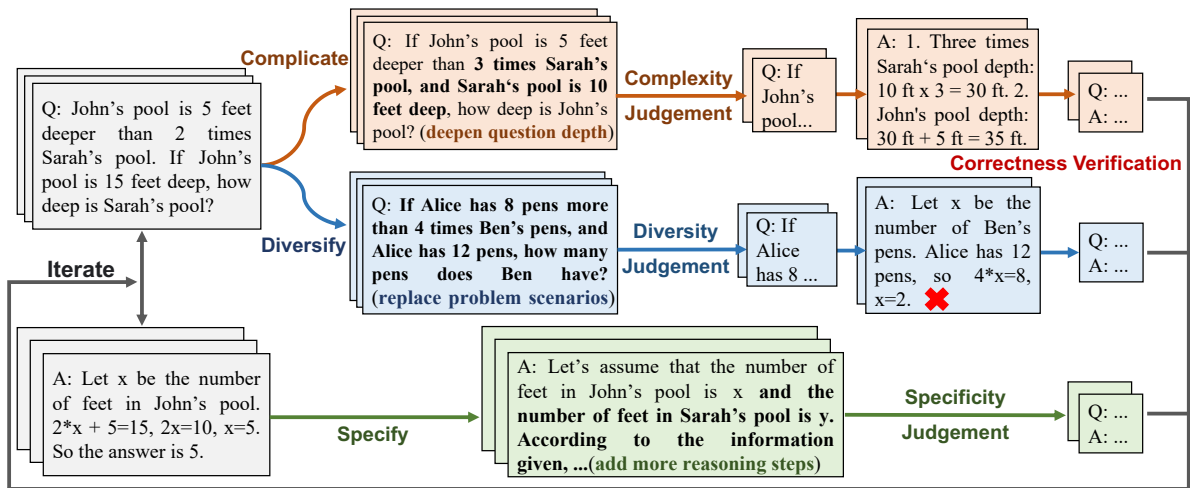 Q: John's pool is 5 feet
deeper than 2 times
Sarah's pool. If John's
pool is 15 feet deep, how
deep is Sarah's pool?
Complicate
Q: If John's pool is 5 feet
deeper than 3 times Sarah's
pool, and Sarah‘s pool is 10
feet deep, how deep is John's
pool? (deepen question depth)
Complexity
Judgement
Q: If
John's
pool...
A: 1. Three times
Sarah‘s pool depth:
10 ft x 3 = 30 ft. 2.
John's pool depth:
30 ft + 5 ft = 35 ft.
Q: ...
A: ...
Correctness Verification
Diversify
Q: If Alice has 8 pens more
than 4 times Ben's pens, and
Alice has 12 pens, how many
pens does Ben have?
(replace problem scenarios)
Diversity
Judgement
Q: If
Alice
has 8 ...
A: Let x be the
number of Ben's
pens. Alice has 12
pens, so 4*x=8,
x=2.
Q: ...
A: ...
Iterate
A: Let x be the number
of feet in John's pool.
2*x + 5=15, 2x=10, x=5.
So the answer is 5.
Specify
A: Let's assume that the number of
feet in John's pool is x and the
number of feet in Sarah's pool is y.
According to the information
given, ...(add more reasoning steps)
Specificity
Judgement
Q: ...
A: ...